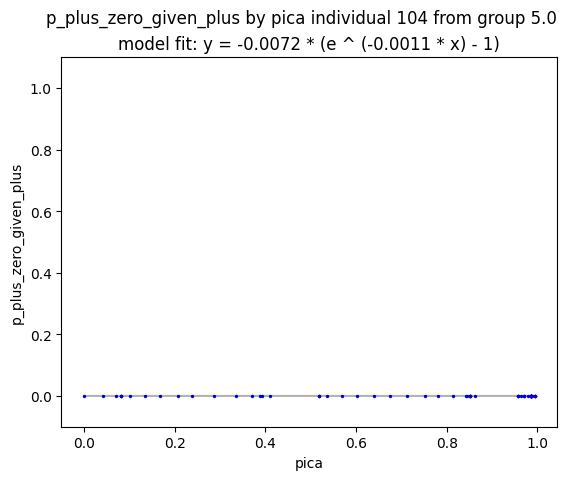 p_plus_zero_given_plus by pica individual 104 from group 5.0
model fit: y = -0.0072 * (e ^ (-0.0011 * x) - 1)
1.0
0.8
0.6
0.4
0.2
0.0
p_plus_zero_given_plus
0.0 0.2 0.4 0.6 0.8 1.0
pica